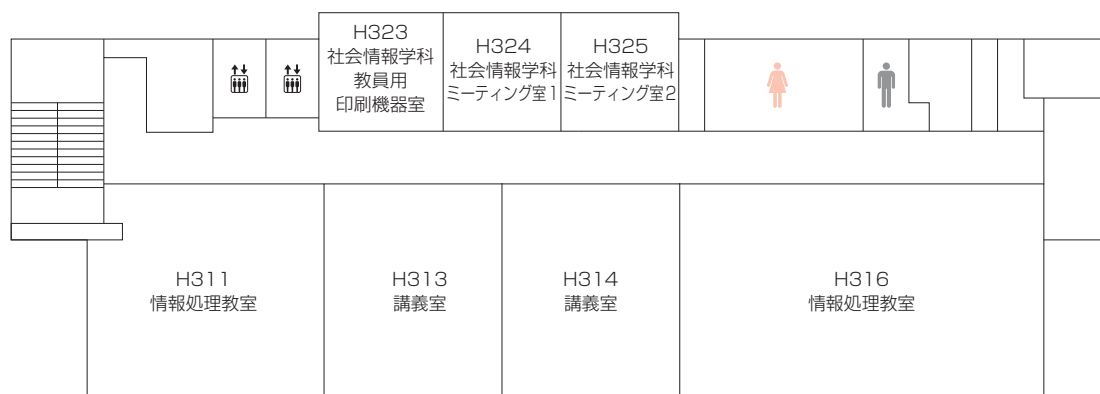 H323
社会情報学科
教員用
印刷機器室
H324
社会情報学科
ミーティング室1
H325
社会情報学科
ミーティング室2
H311
情報処理教室
H313
講義室
H314
講義室
H316
情報処理教室